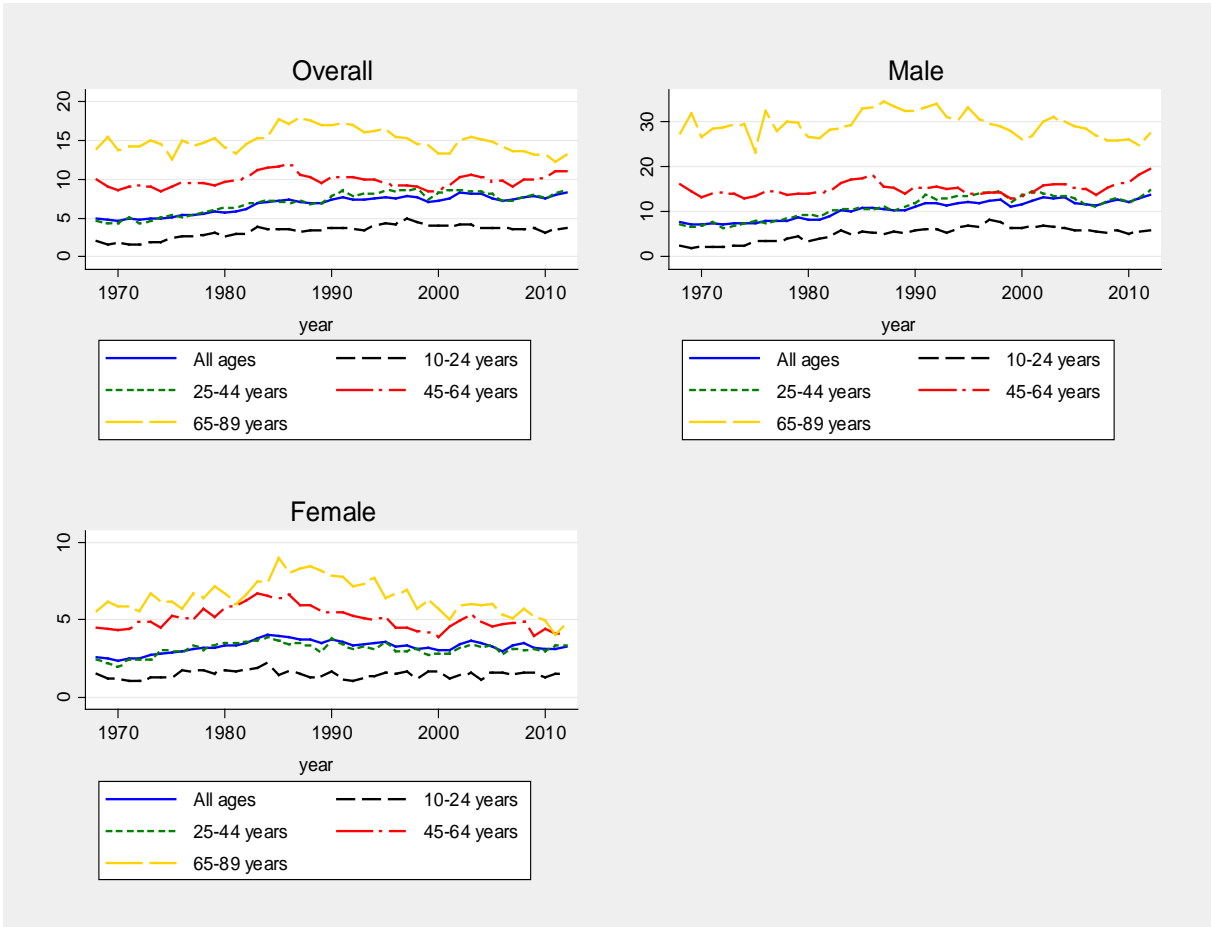 Overall
20
15
10
5
0
1970 1980 1990 2000 2010
year
All ages 10-24 years
25-44 years 45-64 years
65-89 years
Male
30
20
10
0
1970 1980 1990 2000 2010
year
All ages 10-24 years
25-44 years 45-64 years
65-89 years
Female
10
5
0
1970 1980 1990 2000 2010
year
All ages 10-24 years
25-44 years 45-64 years
65-89 years